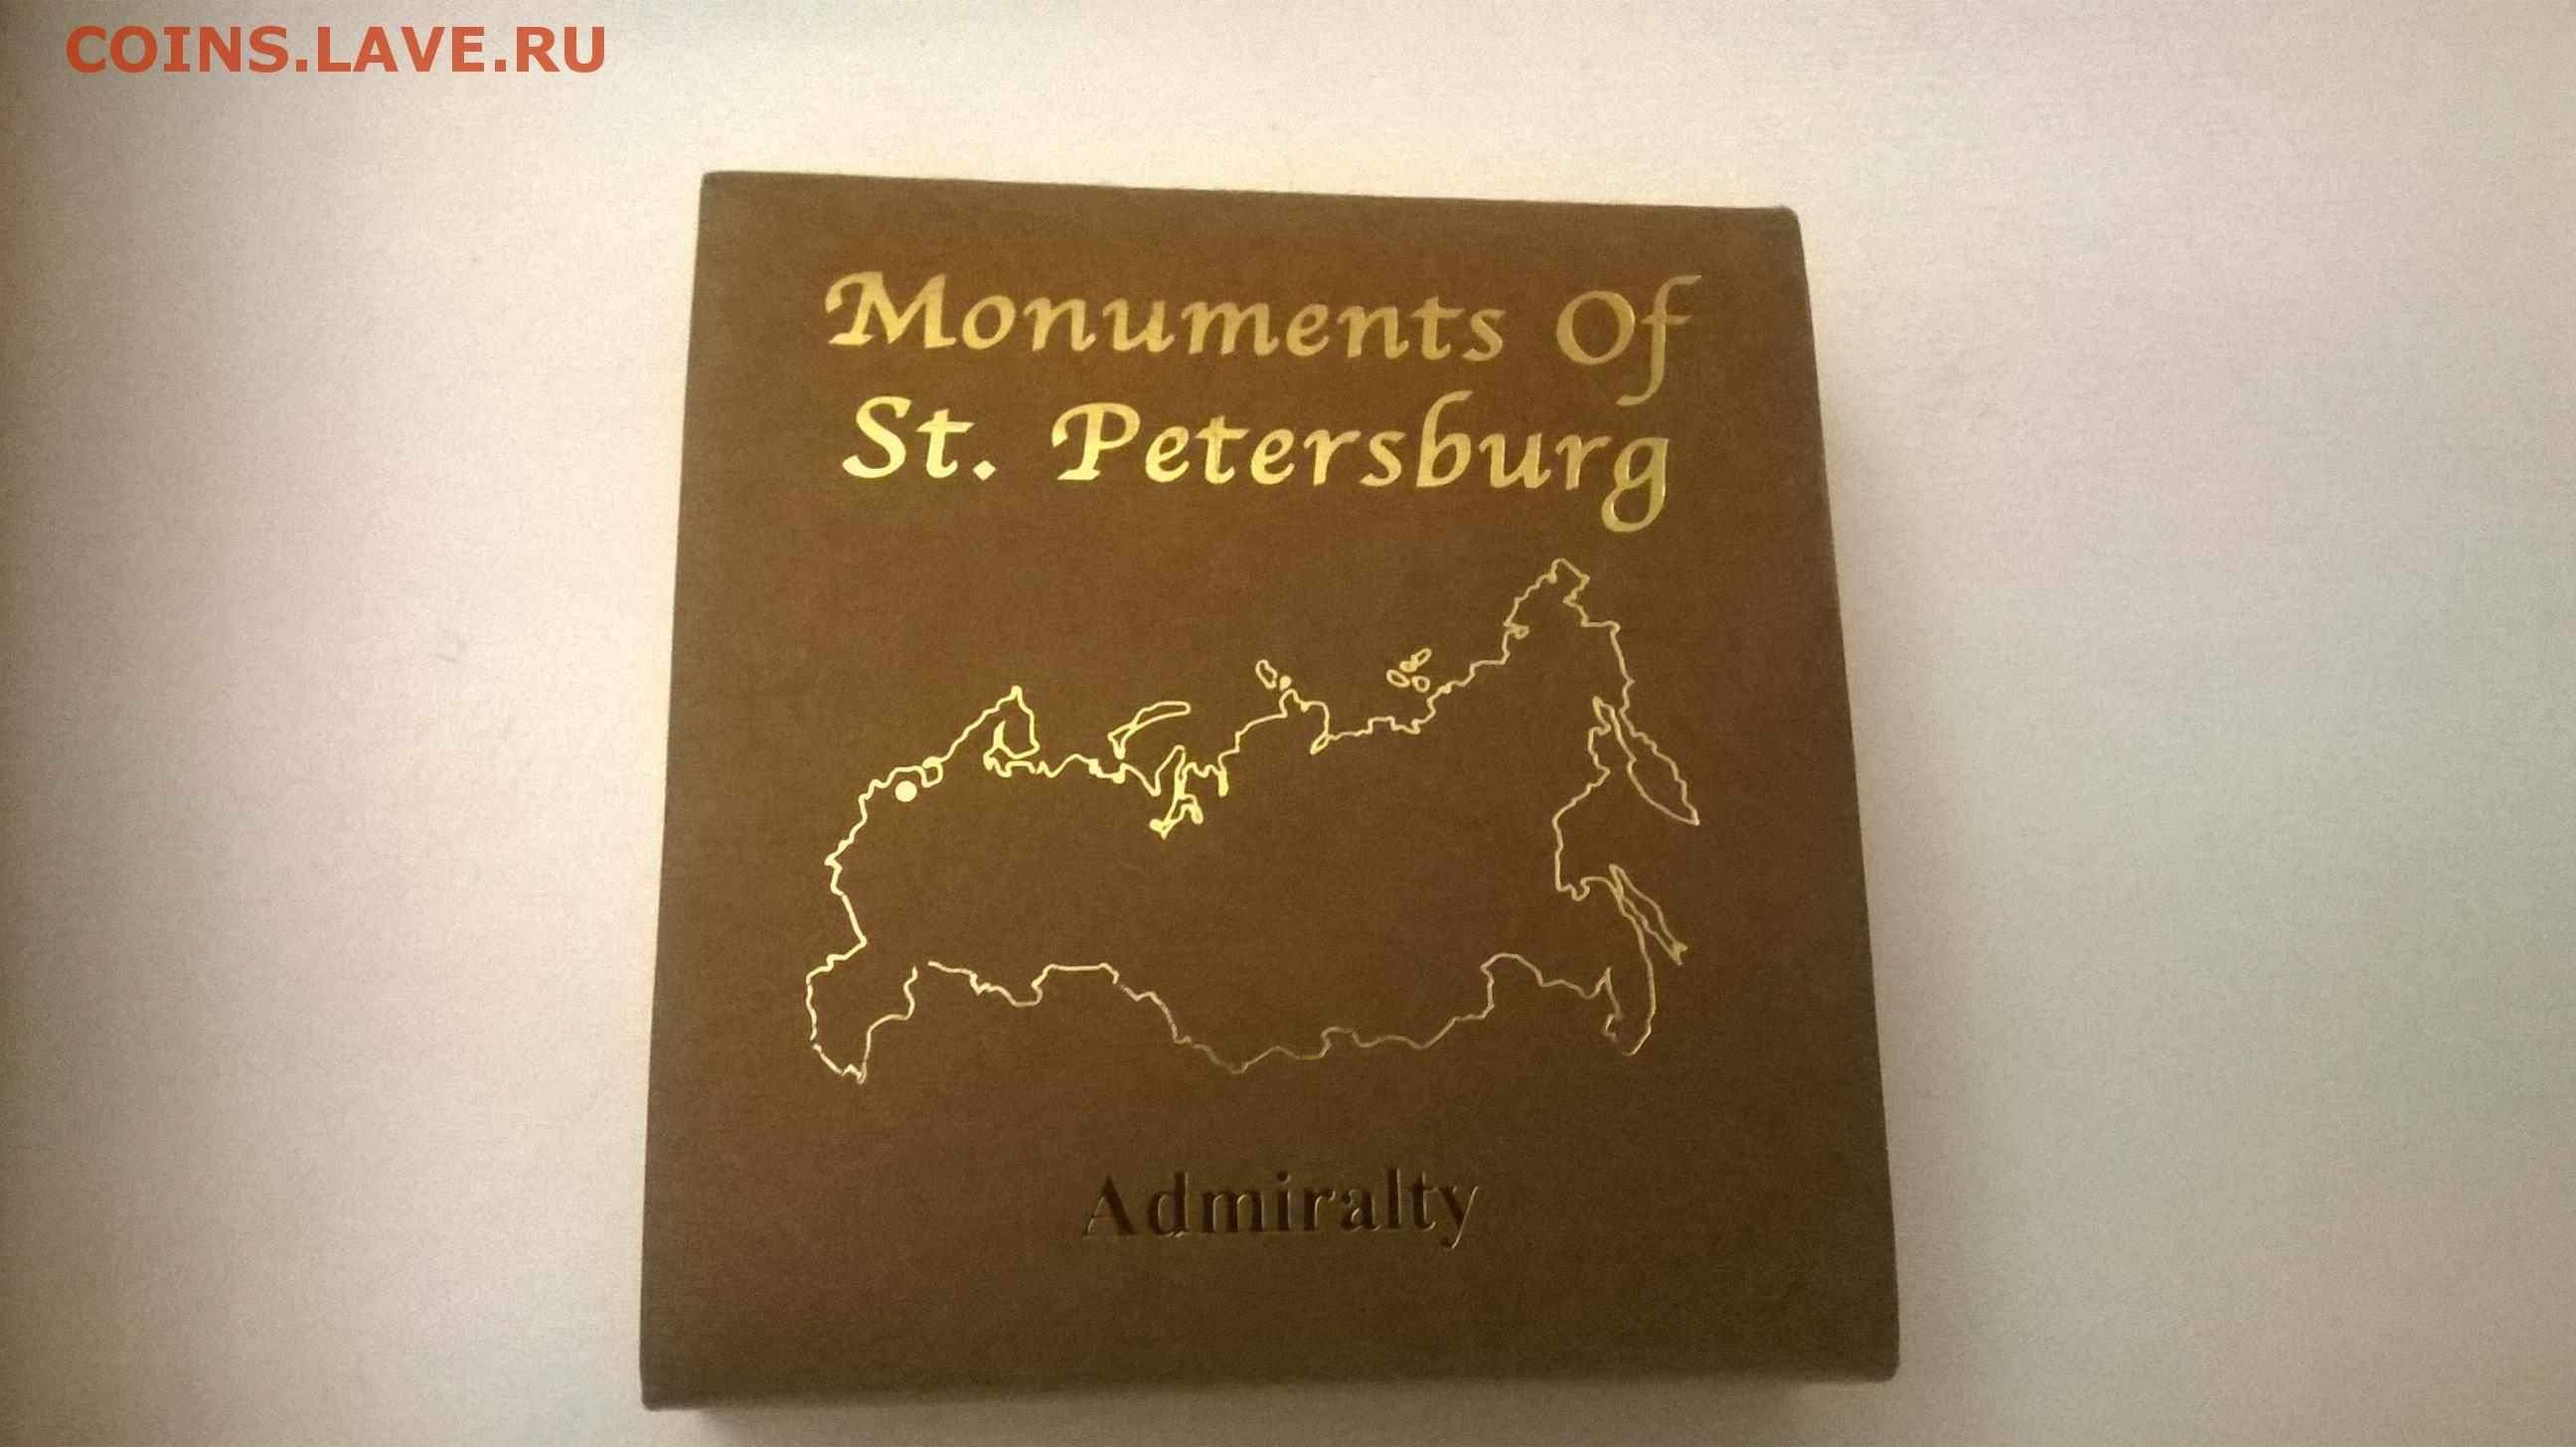 COINS.LAVE.RU
Monuments Of
St. Petersburg
Admiralty